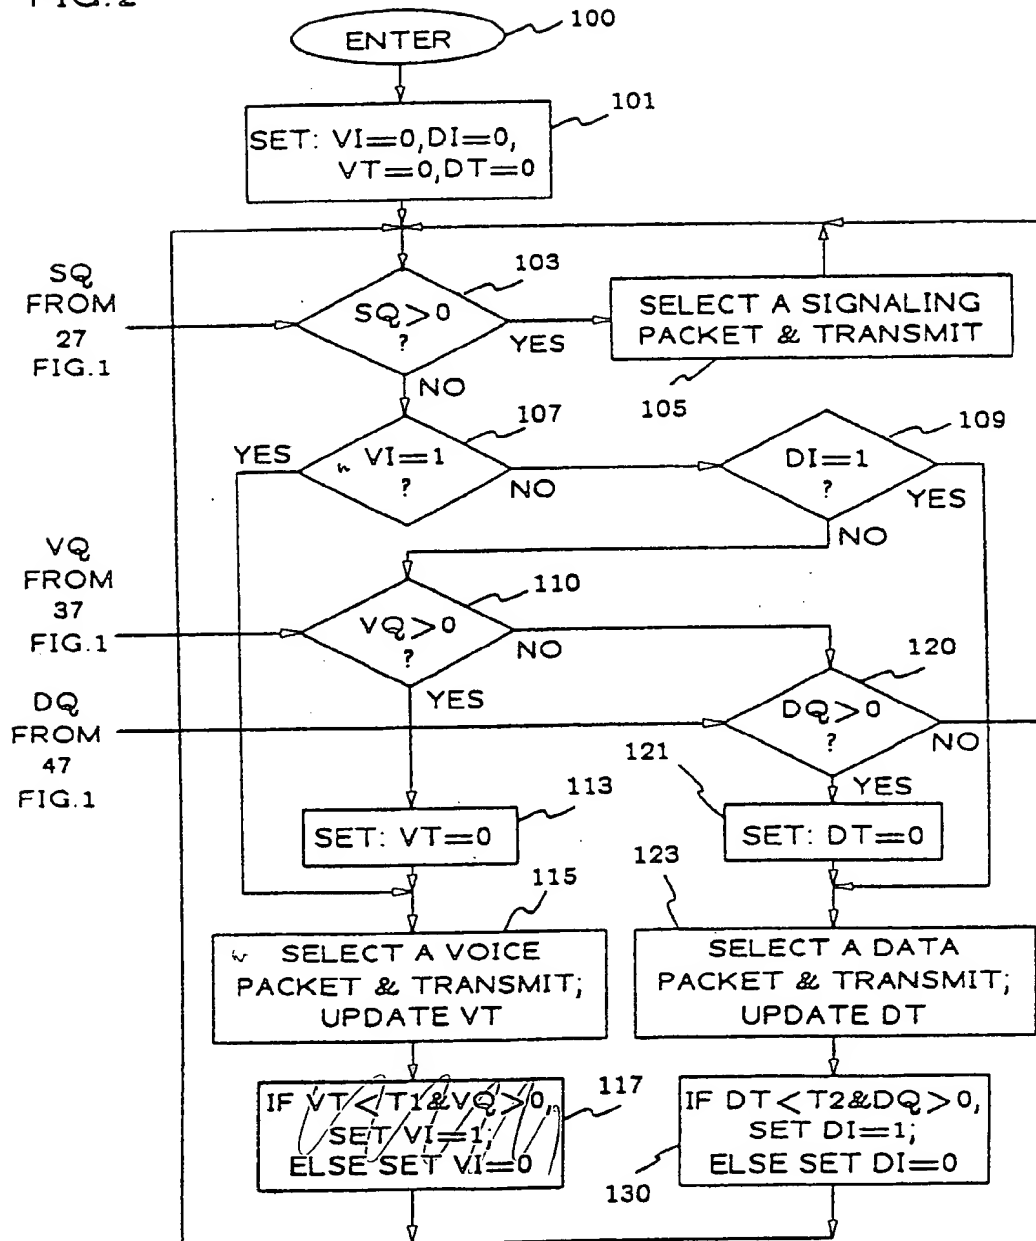 FIG.2
100
ENTER
101
SET: VI=0,DI=0,
VT=0,DT=0
SQ
FROM
27
FIG.1
103
SQ>0
?
YES
NO
SELECT A SIGNALING
PACKET & TRANSMIT
105
107
YES
VI=1
?
NO
109
DI=1
?
YES
NO
VQ
FROM
37
FIG.1
110
VQ>0
?
NO
YES
DQ
FROM
47
FIG.1
120
DQ>0
?
NO
YES
113
SET: VT=0
121
SET: DT=0
115
SELECT A VOICE
PACKET & TRANSMIT;
UPDATE VT
123
SELECT A DATA
PACKET & TRANSMIT;
UPDATE DT
117
IF VT<T1&VQ>0,
SET VI=1;
ELSE SET VI=0
IF DT<T2&DQ>0,
SET DI=1;
ELSE SET DI=0
130